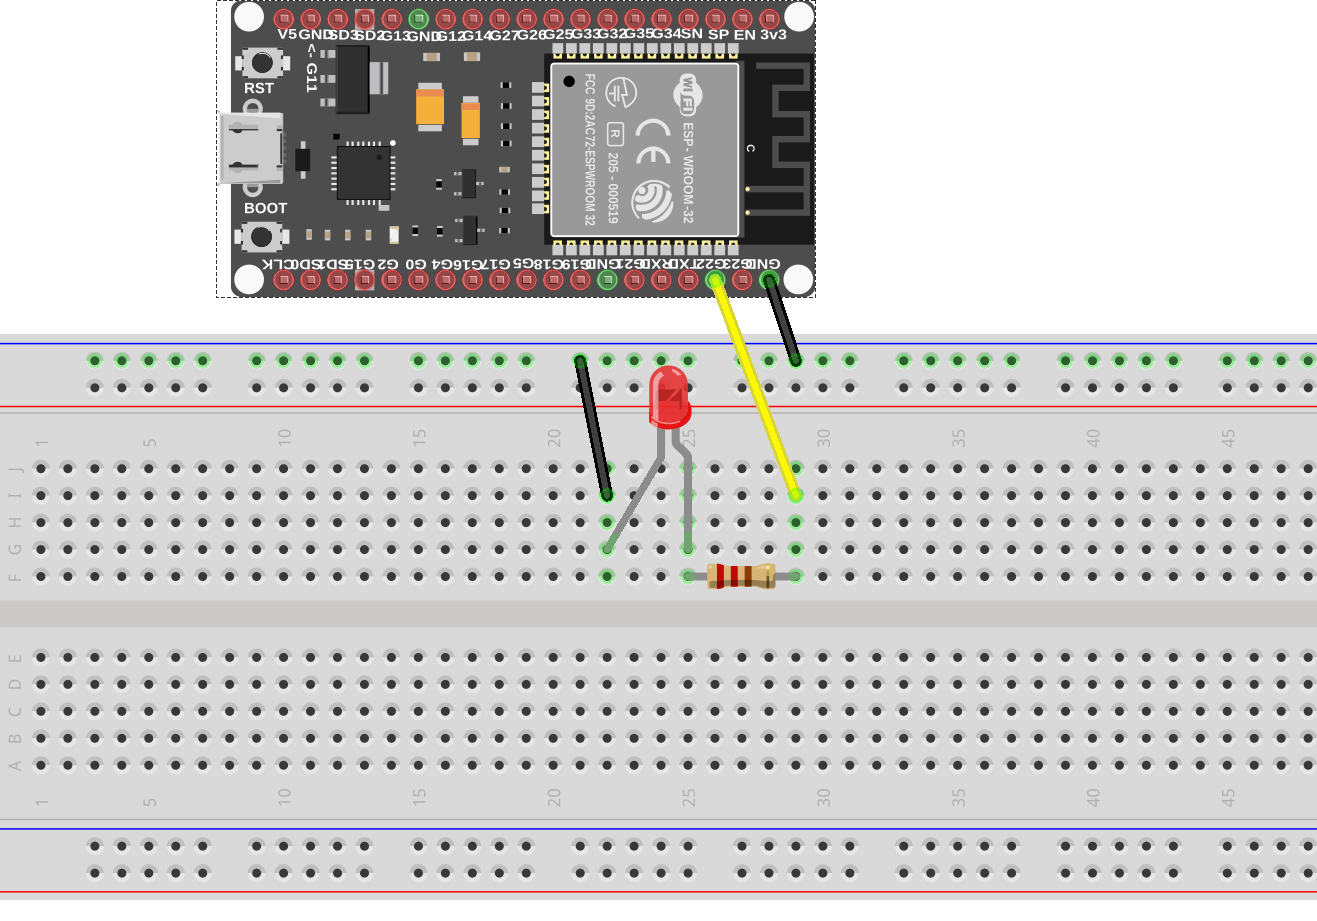 V5 GND SD3 SD2 G13 GND G12 G14 G27 G26 G25 G33 G32 G35 G34 SN SP EN 3v3
<- G11
RST
BOOT
FCC 9D:2AC72-ESPWROOM 32
R
205 - 000519
CE
Wi Fi
ESP - WROOM -32
C
CLK SD0 SD1 G15 G2 G0 G4 G16 G17 G5 G18 G19 GND G21 RXD TXD G22 G23 GND
1 5 10 15 20 25 30 35 40 45
J
I
H
G
F
E
D
C
B
A
1 5 10 15 20 25 30 35 40 45